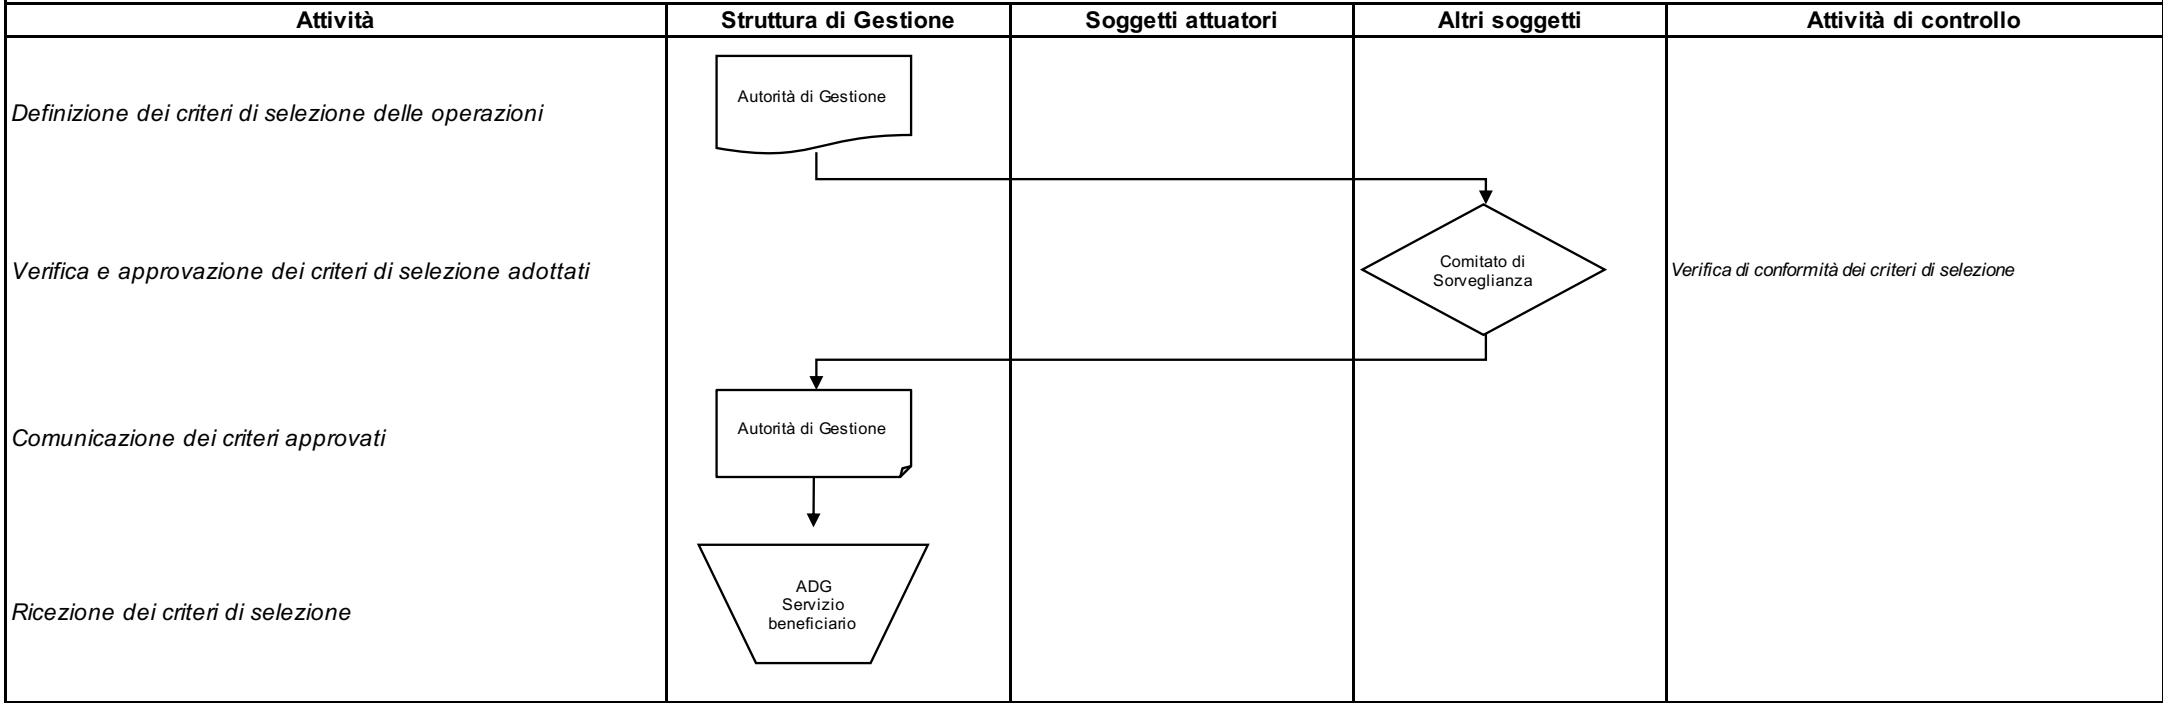 Attività
Struttura di Gestione
Soggetti attuatori
Altri soggetti
Attività di controllo
Definizione dei criteri di selezione delle operazioni
Autorità di Gestione
Verifica e approvazione dei criteri di selezione adottati
Comitato di
Sorveglianza
Verifica di conformità dei criteri di selezione
Comunicazione dei criteri approvati
Autorità di Gestione
Ricezione dei criteri di selezione
ADG
Servizio
beneficiario